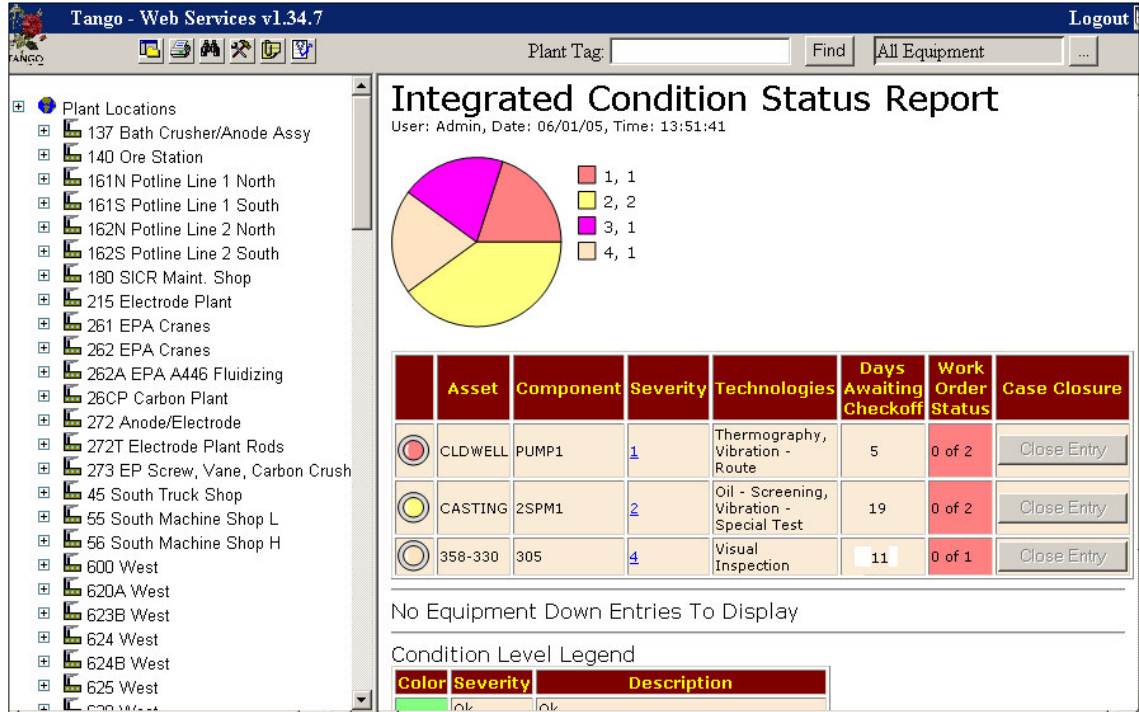 Tango - Web Services v1.34.7
Logout
TANGO
Plant Tag:
Find
All Equipment
...
Plant Locations
137 Bath Crusher/Anode Assy
140 Ore Station
161N Potline Line 1 North
161S Potline Line 1 South
162N Potline Line 2 North
162S Potline Line 2 South
180 SICR Maint. Shop
215 Electrode Plant
261 EPA Cranes
262 EPA Cranes
262A EPA A446 Fluidizing
26CP Carbon Plant
272 Anode/Electrode
272T Electrode Plant Rods
273 EP Screw, Vane, Carbon Crush
45 South Truck Shop
55 South Machine Shop L
56 South Machine Shop H
600 West
620A West
623B West
624 West
624B West
625 West
Integrated Condition Status Report
User: Admin, Date: 06/01/05, Time: 13:51:41
1, 1
2, 2
3, 1
4, 1
Asset Component Severity Technologies Days Awaiting Checkoff Work Order Status Case Closure
CLDWELL PUMP1 1 Thermography, Vibration - Route 5 0 of 2 Close Entry
CASTING 2SPM1 2 Oil - Screening, Vibration - Special Test 19 0 of 2 Close Entry
358-330 305 4 Visual Inspection 11 0 of 1 Close Entry
No Equipment Down Entries To Display
Condition Level Legend
Color Severity Description
Ok Ok